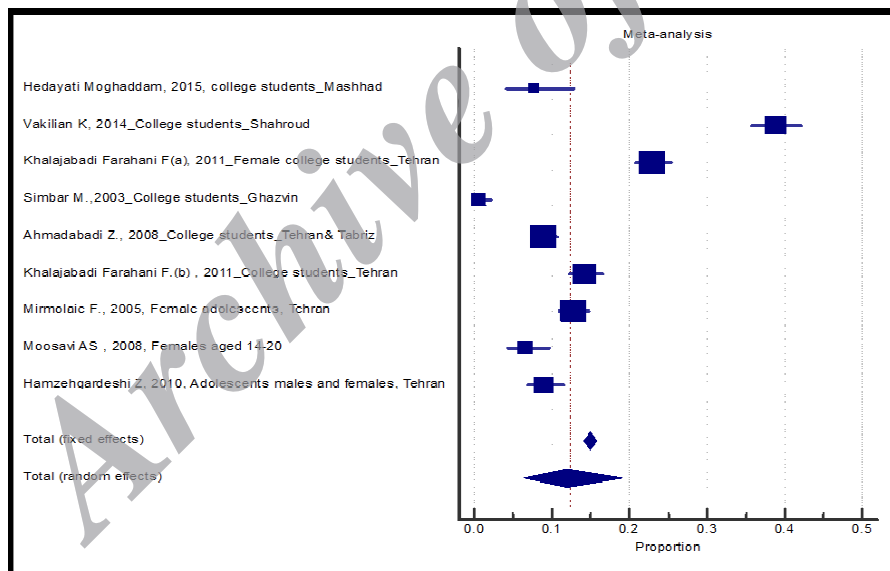 Archive of
Meta-analysis
Hedayati Moghaddam, 2015, college students_Mashhad
Vakilian K, 2014_College students_Shahroud
Khalajabadi Farahani F(a), 2011_Female college students_Tehran
Simbar M.,2003_College students_Ghazvin
Ahmadabadi Z., 2008_College students_Tehran& Tabriz
Khalajabadi Farahani F.(b) , 2011_College students_Tehran
Mirmolaie F., 2005, Female adolescents, Tehran
Moosavi AS , 2008, Females aged 14-20
Hamzehgardeshi Z, 2010, Adolescents males and females, Tehran
Total (fixed effects)
Total (random effects)
0.0 0.1 0.2 0.3 0.4 0.5
Proportion